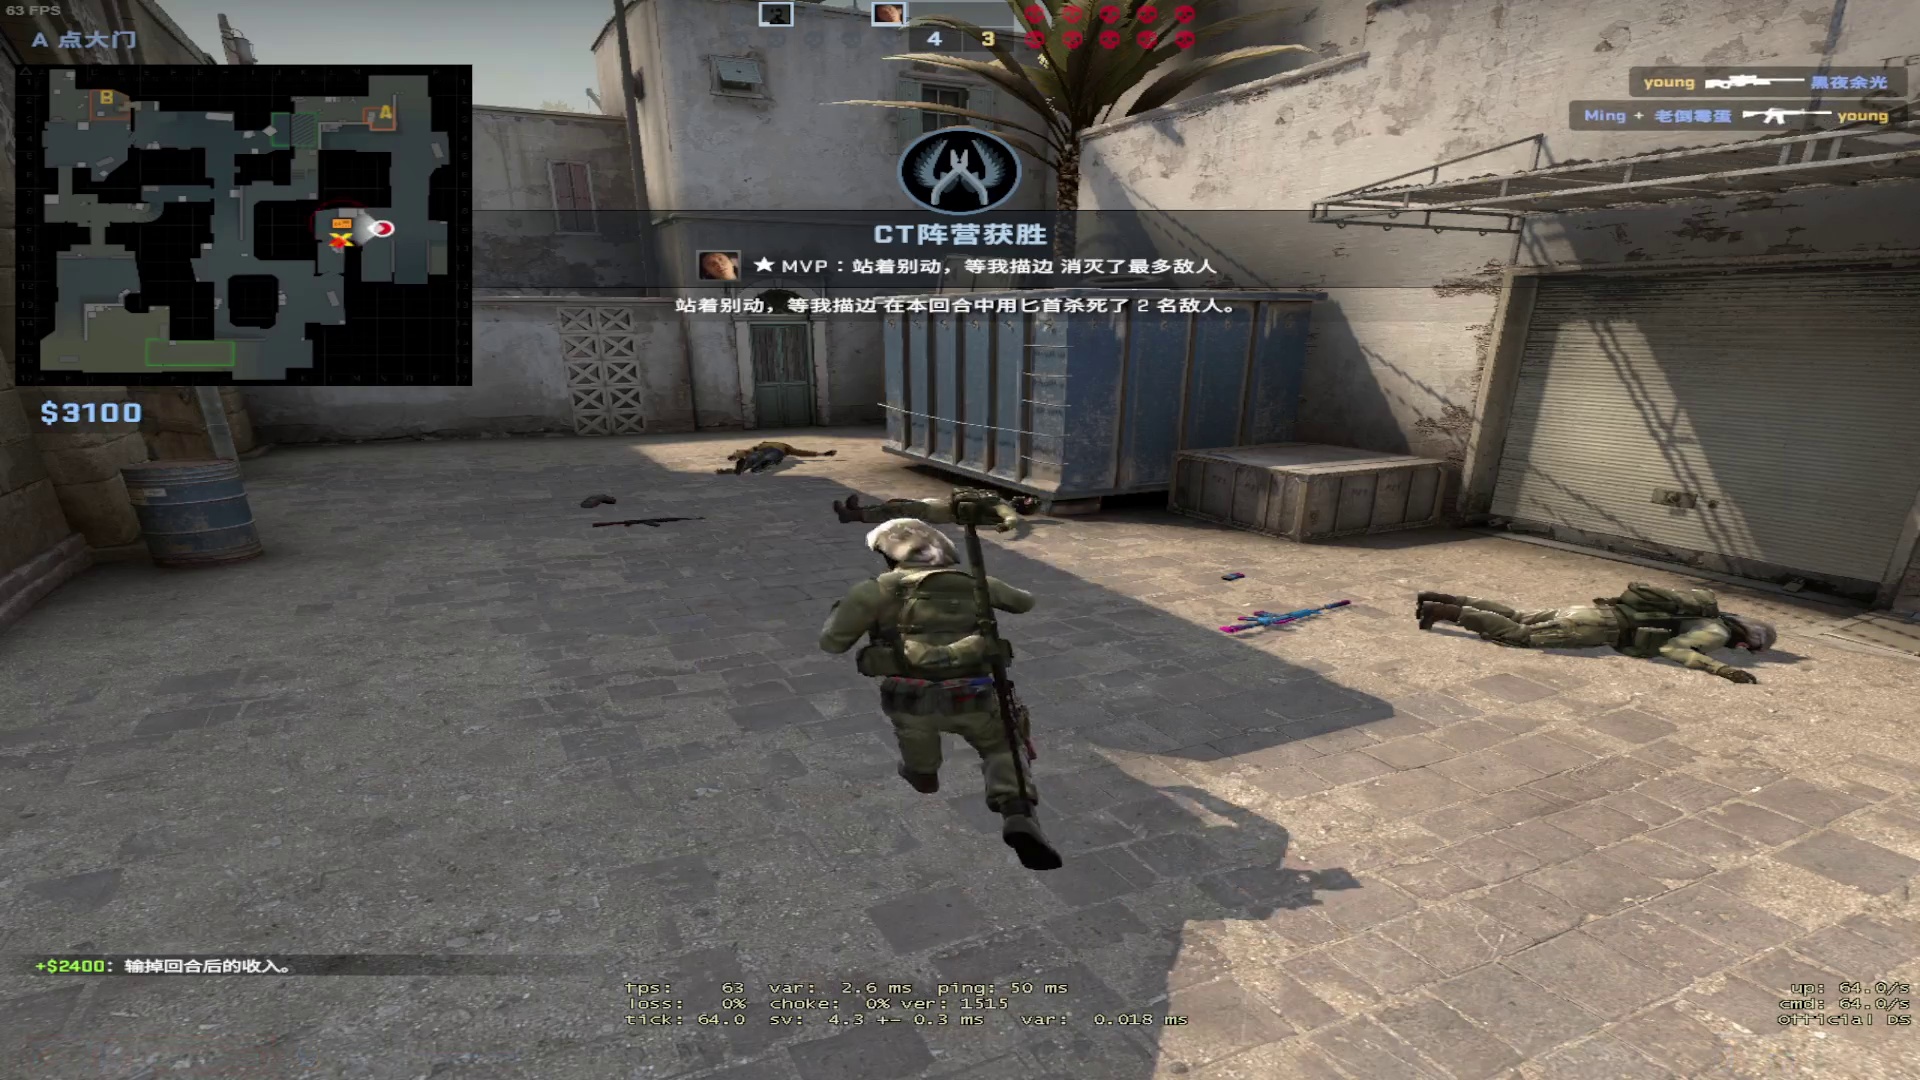 63 FPS
A 点大门
4 3
B
A
young 黑夜余光
Ming + 老倒霉蛋 young
CT阵营获胜
★ MVP：站着别动，等我描边 消灭了最多敌人
站着别动，等我描边 在本回合中用匕首杀死了 2 名敌人。
$3100
+$2400：输掉回合后的收入。
fps: 63 var: 2.6 ms ping: 50 ms
loss: 0% choke: 0% ver: 1515
tick: 64.0 sv: 4.3 +- 0.3 ms var: 0.018 ms
up: 64.0/s
cmd: 64.0/s
Official DS